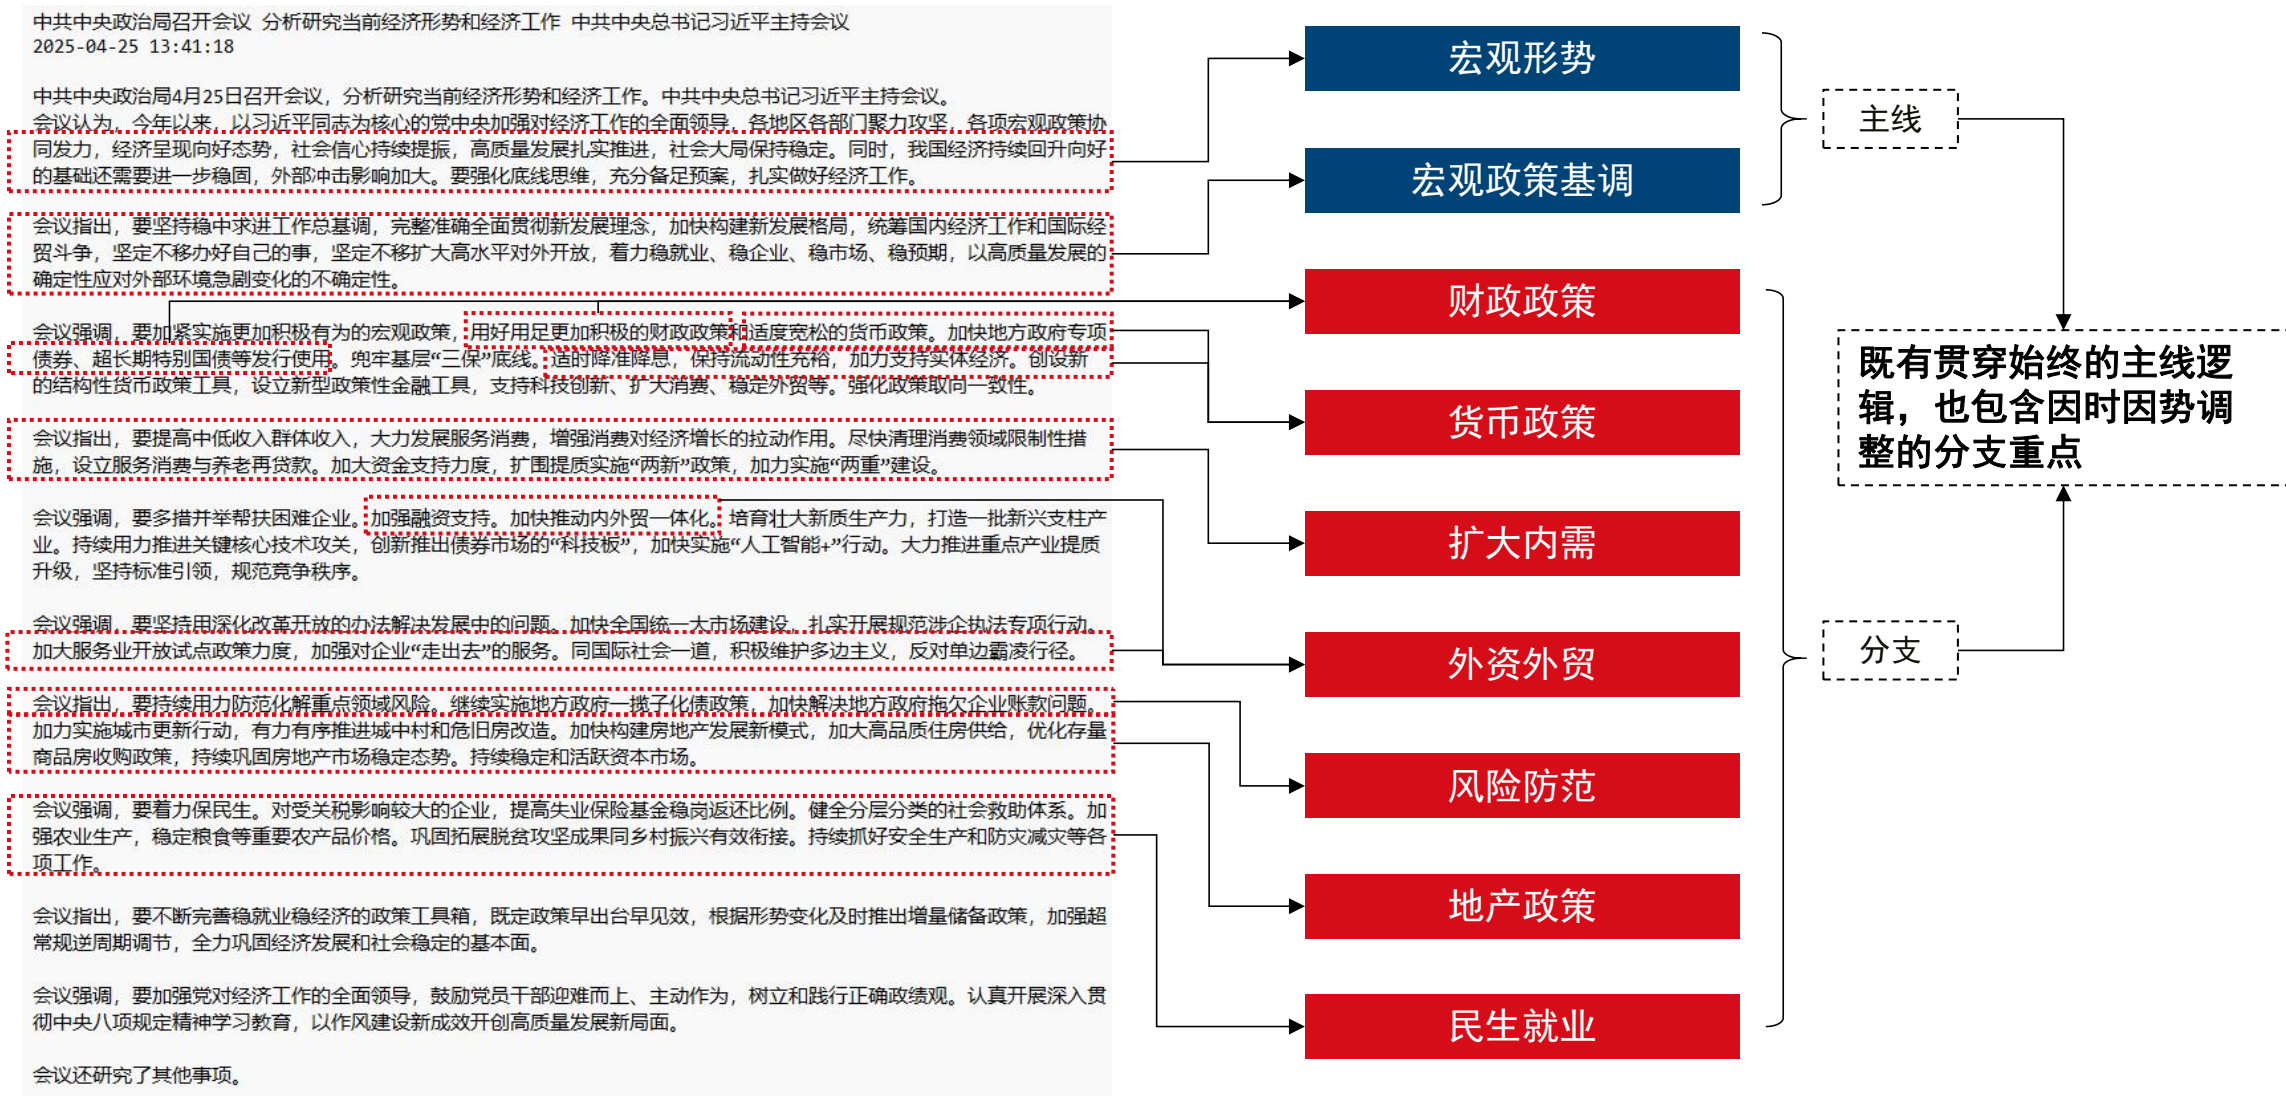 中共中央政治局召开会议 分析研究当前经济形势和经济工作 中共中央总书记习近平主持会议
2025-04-25 13:41:18
中共中央政治局4月25日召开会议，分析研究当前经济形势和经济工作。中共中央总书记习近平主持会议。
会议认为，今年以来，以习近平同志为核心的党中央加强对经济工作的全面领导，各地区各部门聚力攻坚，各项宏观政策协
同发力，经济呈现向好态势，社会信心持续提振，高质量发展扎实推进，社会大局保持稳定。同时，我国经济持续回升向好
的基础还需要进一步稳固，外部冲击影响加大。要强化底线思维，充分备足预案，扎实做好经济工作。
会议指出，要坚持稳中求进工作总基调，完整准确全面贯彻新发展理念，加快构建新发展格局，统筹国内经济工作和国际经
贸斗争，坚定不移办好自己的事，坚定不移扩大高水平对外开放，着力稳就业、稳企业、稳市场、稳预期，以高质量发展的
确定性应对外部环境急剧变化的不确定性。
会议强调，要加紧实施更加积极有为的宏观政策，用好用足更加积极的财政政策和适度宽松的货币政策。加快地方政府专项
债券、超长期特别国债等发行使用。兜牢基层“三保”底线。适时降准降息，保持流动性充裕，加力支持实体经济。创设新
的结构性货币政策工具，设立新型政策性金融工具，支持科技创新、扩大消费、稳定外贸等。强化政策取向一致性。
会议指出，要提高中低收入群体收入，大力发展服务消费，增强消费对经济增长的拉动作用。尽快清理消费领域限制性措
施，设立服务消费与养老再贷款。加大资金支持力度，扩围提质实施“两新”政策，加力实施“两重”建设。
会议强调，要多措并举帮扶困难企业。加强融资支持。加快推动内外贸一体化。培育壮大新质生产力，打造一批新兴支柱产
业。持续用力推进关键核心技术攻关，创新推出债券市场的“科技板”，加快实施“人工智能+”行动。大力推进重点产业提质
升级，坚持标准引领，规范竞争秩序。
会议强调，要坚持用深化改革开放的办法解决发展中的问题。加快全国统一大市场建设，扎实开展规范涉企执法专项行动。
加大服务业开放试点政策力度，加强对企业“走出去”的服务。同国际社会一道，积极维护多边主义，反对单边霸凌行径。
会议指出，要持续用力防范化解重点领域风险。继续实施地方政府一揽子化债政策，加快解决地方政府拖欠企业账款问题。
加力实施城市更新行动，有力有序推进城中村和危旧房改造。加快构建房地产发展新模式，加大高品质住房供给，优化存量
商品房收购政策，持续巩固房地产市场稳定态势。持续稳定和活跃资本市场。
会议强调，要着力保民生。对受关税影响较大的企业，提高失业保险基金稳岗返还比例。健全分层分类的社会救助体系。加
强农业生产，稳定粮食等重要农产品价格。巩固拓展脱贫攻坚成果同乡村振兴有效衔接。持续抓好安全生产和防灾减灾等各
项工作。
会议指出，要不断完善稳就业稳经济的政策工具箱，既定政策早出台早见效，根据形势变化及时推出增量储备政策，加强超
常规逆周期调节，全力巩固经济发展和社会稳定的基本面。
会议强调，要加强党对经济工作的全面领导，鼓励党员干部迎难而上、主动作为，树立和践行正确政绩观。认真开展深入贯
彻中央八项规定精神学习教育，以作风建设新成效开创高质量发展新局面。
会议还研究了其他事项。
宏观形势
宏观政策基调
财政政策
货币政策
扩大内需
外资外贸
风险防范
地产政策
民生就业
主线
既有贯穿始终的主线逻
辑，也包含因时因势调
整的分支重点
分支